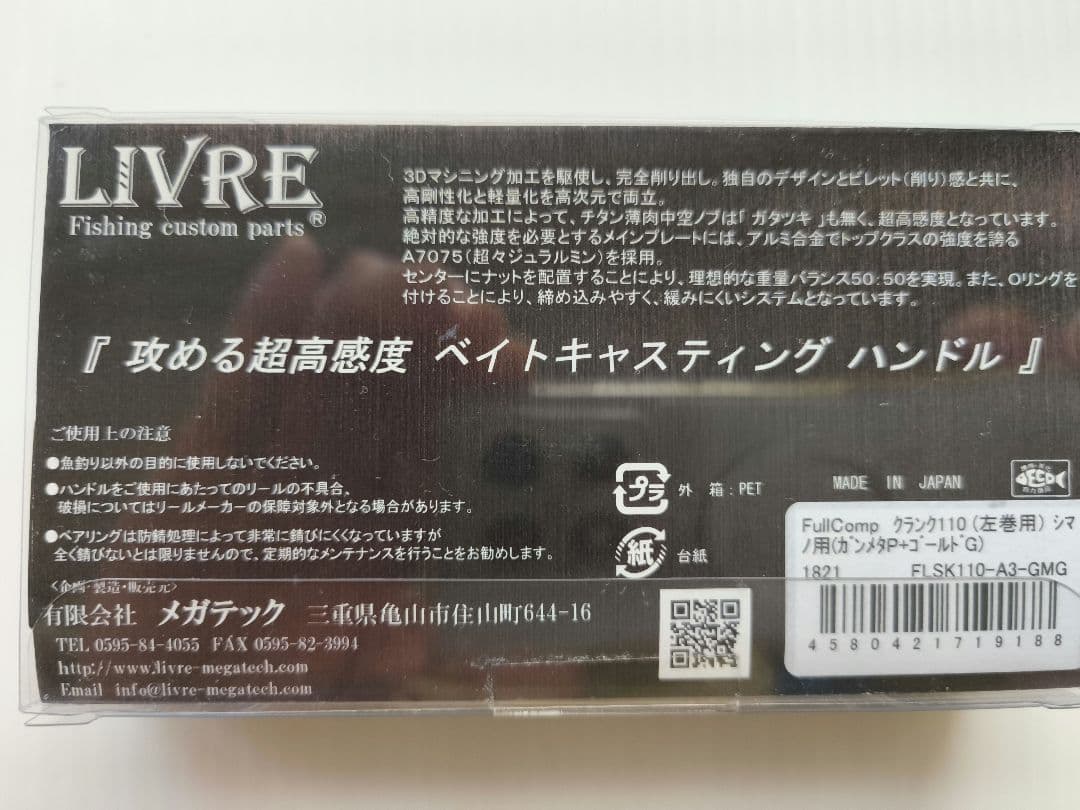 LIVRE
Fishing custom parts®
3Dマシニング加工を駆使し、完全削り出し。独自のデザインとビレット(削り)感と共に、
高剛性化と軽量化を高次元で両立。
高精度な加工によって、チタン薄肉中空ノブは「ガタツキ」も無く、超高感度となっています。
絶対的な強度を必要とするメインプレートには、アルミ合金でトップクラスの強度を誇る
A7075(超々ジュラルミン)を採用。
センターにナットを配置することにより、理想的な重量バランス50:50を実現。また、Oリングを
付けることにより、締め込みやすく、緩みにくいシステムとなっています。
『 攻める超高感度 ベイトキャスティング ハンドル 』
ご使用上の注意
●魚釣り以外の目的に使用しないでください。
●ハンドルをご使用にあたってのリールの不具合、
破損についてはリールメーカーの保障対象外となる場合があります。
●ベアリングは防錆処理によって非常に錆びにくくなっていますが
全く錆びないとは限りませんので、定期的なメンテナンスを行うことをお勧めします。
<企画・製造・販売元>
有限会社 メガテック 三重県亀山市住山町644-16
TEL 0595-84-4055 FAX 0595-82-3994
http://www.livre-megatech.com
Email info@livre-megatech.com
プラ 外 箱:PET
紙 台紙
MADE IN JAPAN
ECO
FullComp クランク110(左巻用) シマ
ノ用(ガンメタP+ゴールドG)
1821 FLSK110-A3-GMG
4580421719188